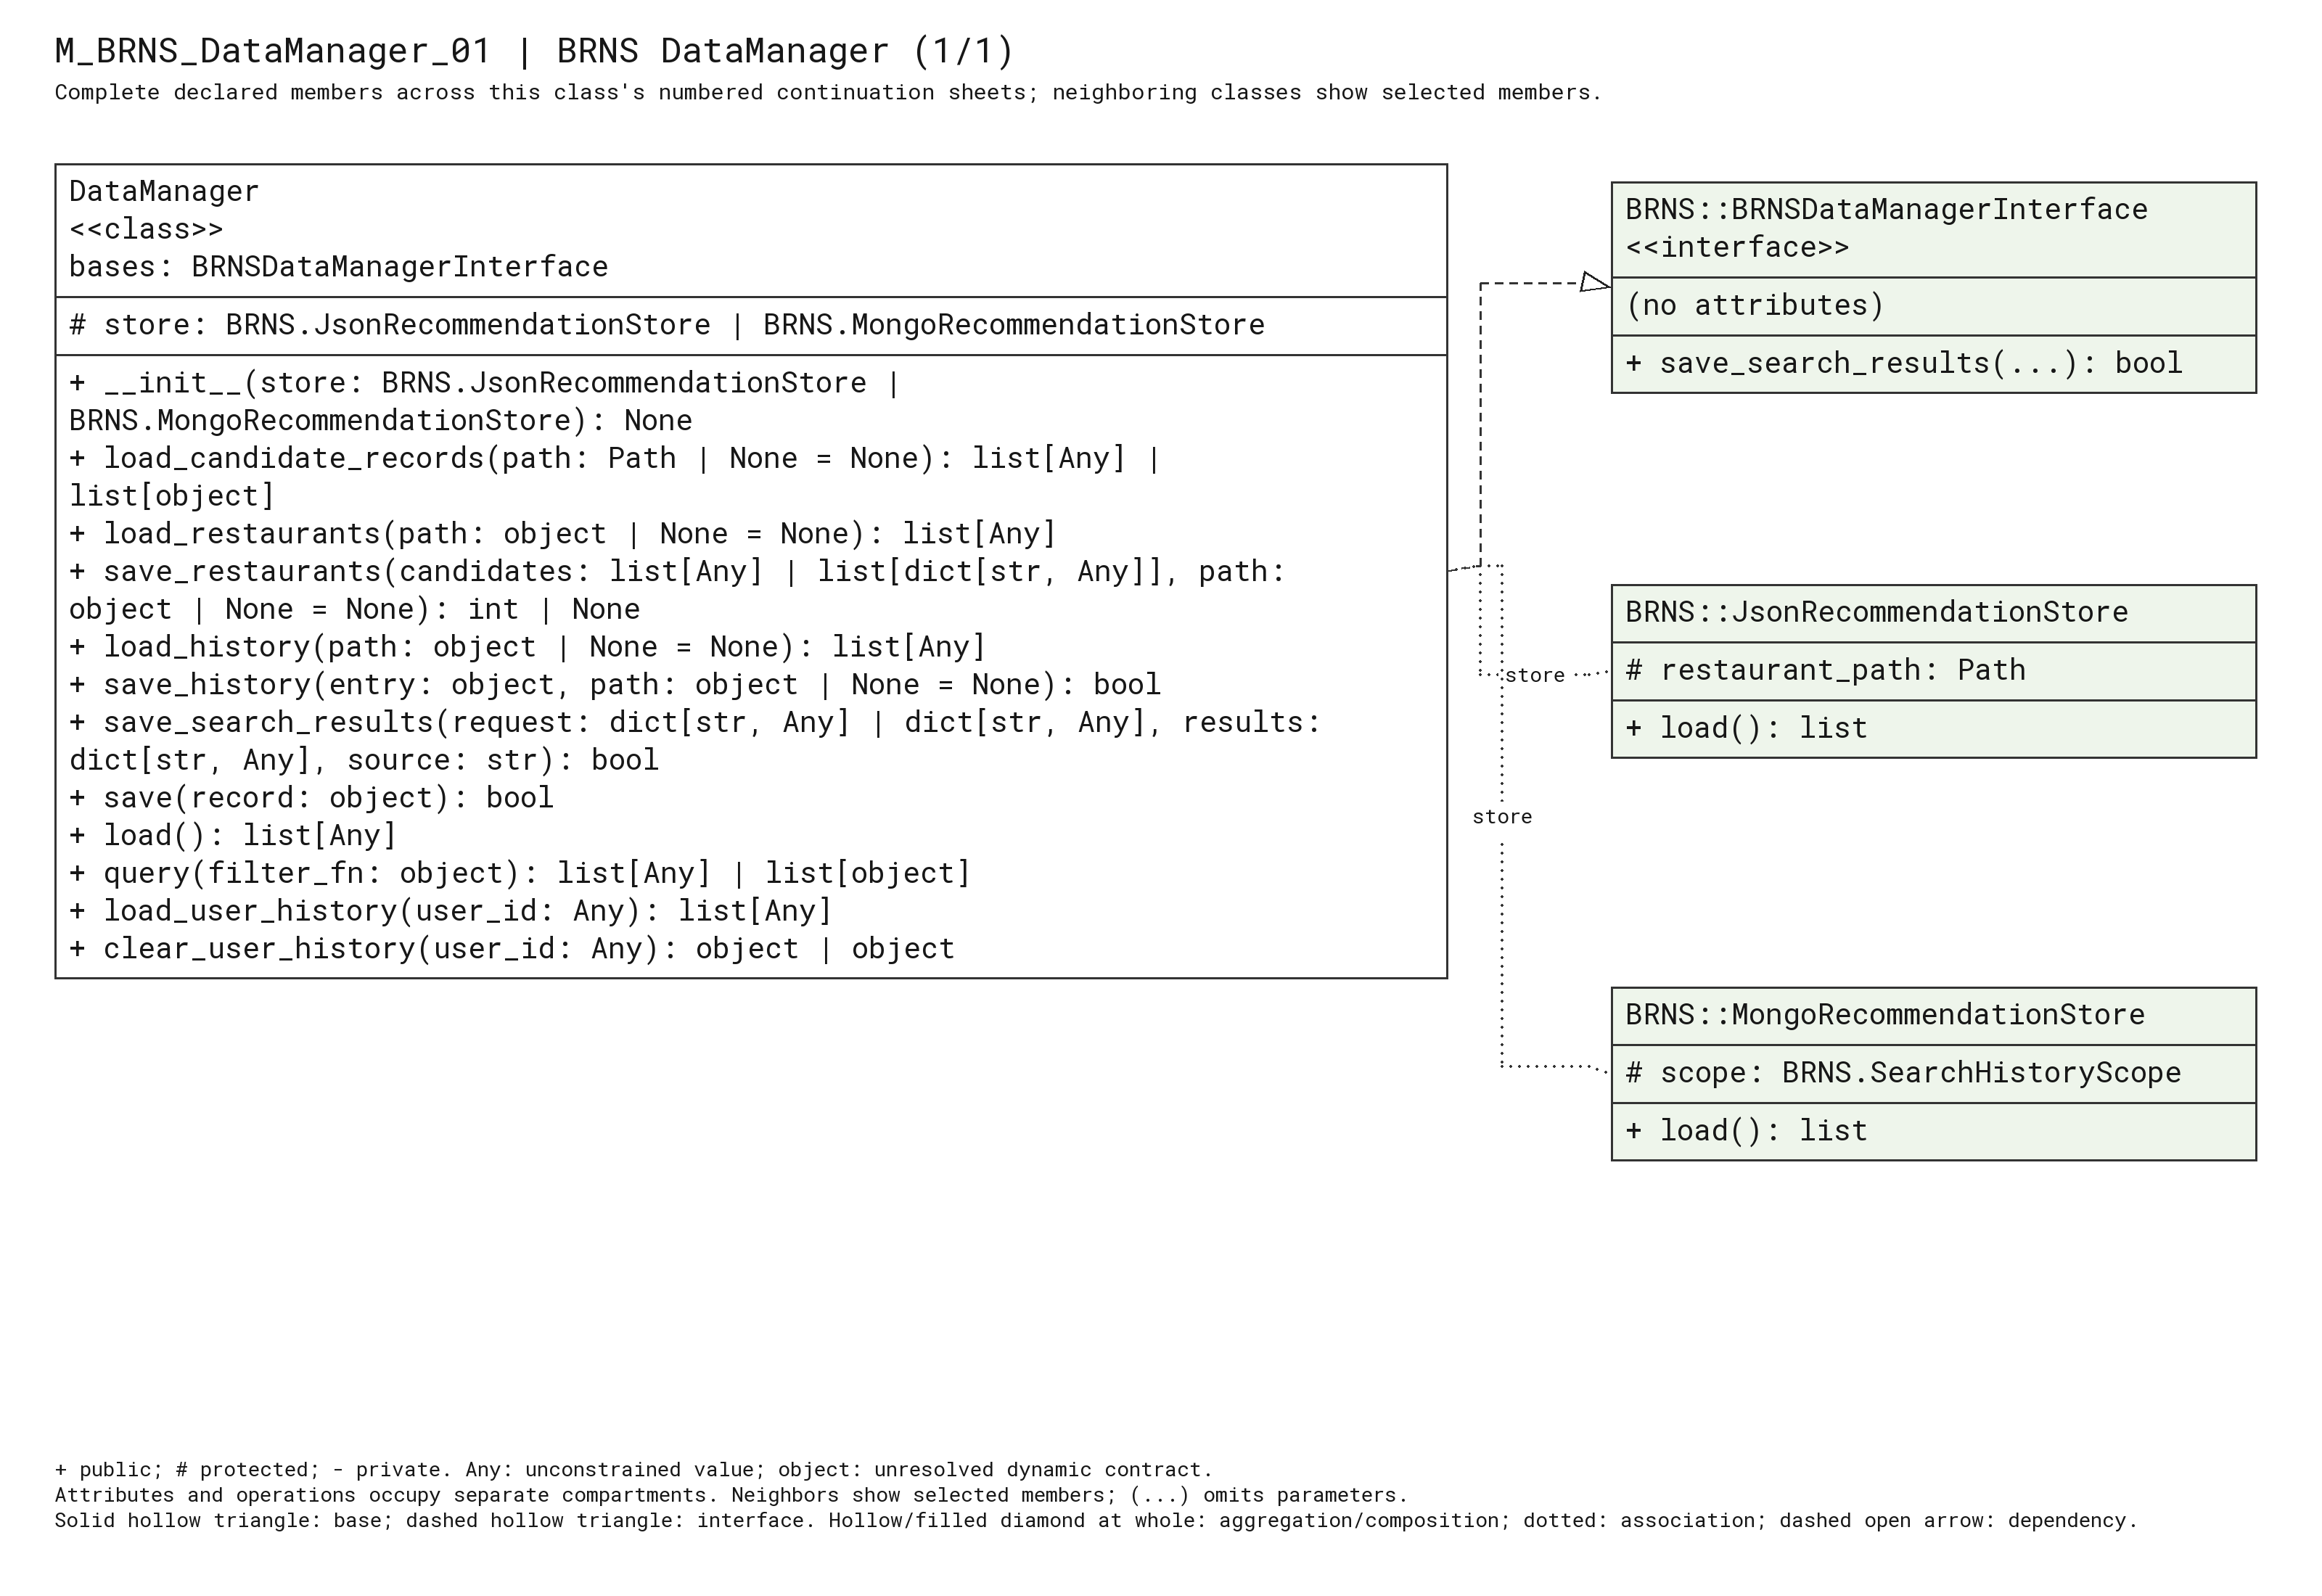 M_BRNS_DataManager_01 | BRNS DataManager (1/1)
Complete declared members across this class's numbered continuation sheets; neighboring classes show selected members.
DataManager
<<class>>
bases: BRNSDataManagerInterface
# store: BRNS.JsonRecommendationStore | BRNS.MongoRecommendationStore
+ __init__(store: BRNS.JsonRecommendationStore |
BRNS.MongoRecommendationStore): None
+ load_candidate_records(path: Path | None = None): list[Any] |
list[object]
+ load_restaurants(path: object | None = None): list[Any]
+ save_restaurants(candidates: list[Any] | list[dict[str, Any]], path:
object | None = None): int | None
+ load_history(path: object | None = None): list[Any]
+ save_history(entry: object, path: object | None = None): bool
+ save_search_results(request: dict[str, Any] | dict[str, Any], results:
dict[str, Any], source: str): bool
+ save(record: object): bool
+ load(): list[Any]
+ query(filter_fn: object): list[Any] | list[object]
+ load_user_history(user_id: Any): list[Any]
+ clear_user_history(user_id: Any): object | object
BRNS::BRNSDataManagerInterface
<<interface>>
(no attributes)
+ save_search_results(...): bool
store
BRNS::JsonRecommendationStore
# restaurant_path: Path
+ load(): list
store
BRNS::MongoRecommendationStore
# scope: BRNS.SearchHistoryScope
+ load(): list
+ public; # protected; - private. Any: unconstrained value; object: unresolved dynamic contract.
Attributes and operations occupy separate compartments. Neighbors show selected members; (...) omits parameters.
Solid hollow triangle: base; dashed hollow triangle: interface. Hollow/filled diamond at whole: aggregation/composition; dotted: association; dashed open arrow: dependency.